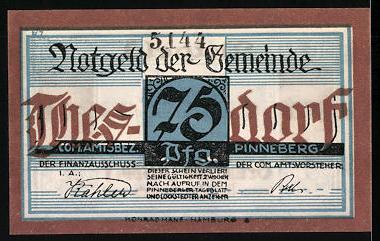 5144
Notgeld der Gemeinde
Thes- 75 dorf
COM. AMTSBEZ. Pfg. PINNEBERG
DER FINANZAUSSCHUSS
I. A.:
DIESER SCHEIN VERLIERT
SEINE GÜLTIGKEIT 2 WOCHEN
NACH AUFRUF IN DEM
PINNEBERGER TAGEBLATT
UND LOCKSTEDTER ANZEIGER
DER COM. AMTSVORSTEHER:
KONRAD HANF-HAMBURG 8